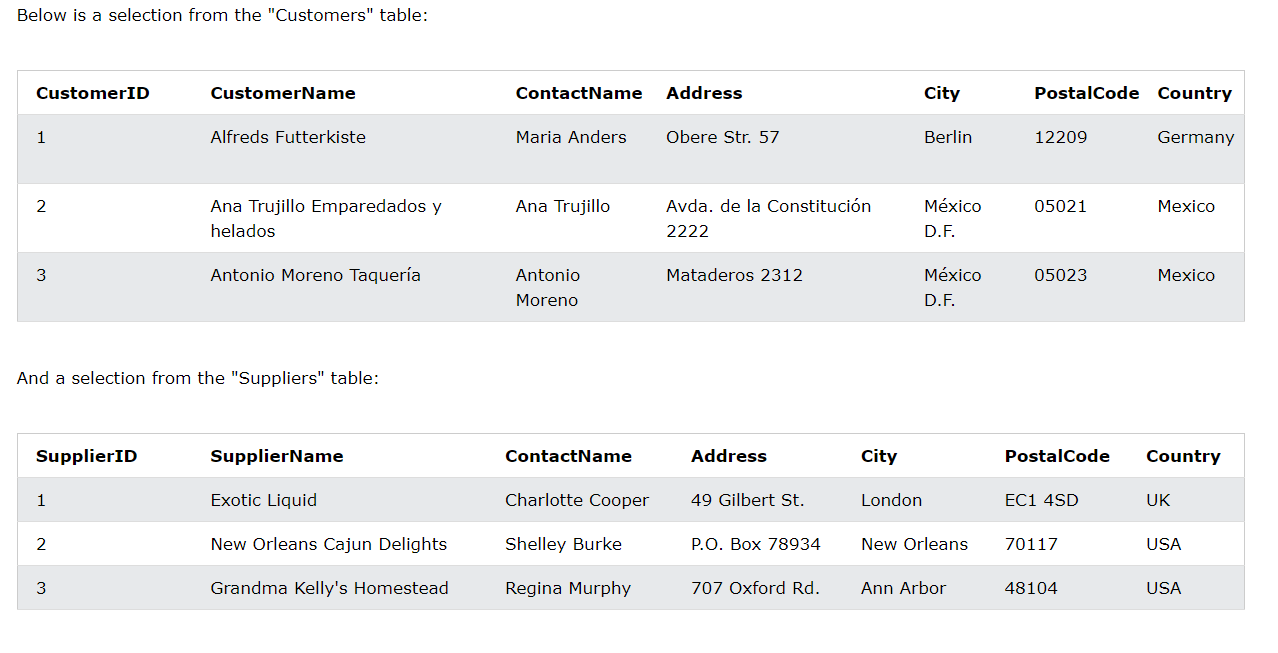 Below is a selection from the "Customers" table:
CustomerID CustomerName ContactName Address City PostalCode Country
1 Alfreds Futterkiste Maria Anders Obere Str. 57 Berlin 12209 Germany
2 Ana Trujillo Emparedados y Ana Trujillo Avda. de la Constitución México 05021 Mexico
helados 2222 D.F.
3 Antonio Moreno Taquería Antonio Mataderos 2312 México 05023 Mexico
Moreno D.F.
And a selection from the "Suppliers" table:
SupplierID SupplierName ContactName Address City PostalCode Country
1 Exotic Liquid Charlotte Cooper 49 Gilbert St. London EC1 4SD UK
2 New Orleans Cajun Delights Shelley Burke P.O. Box 78934 New Orleans 70117 USA
3 Grandma Kelly's Homestead Regina Murphy 707 Oxford Rd. Ann Arbor 48104 USA